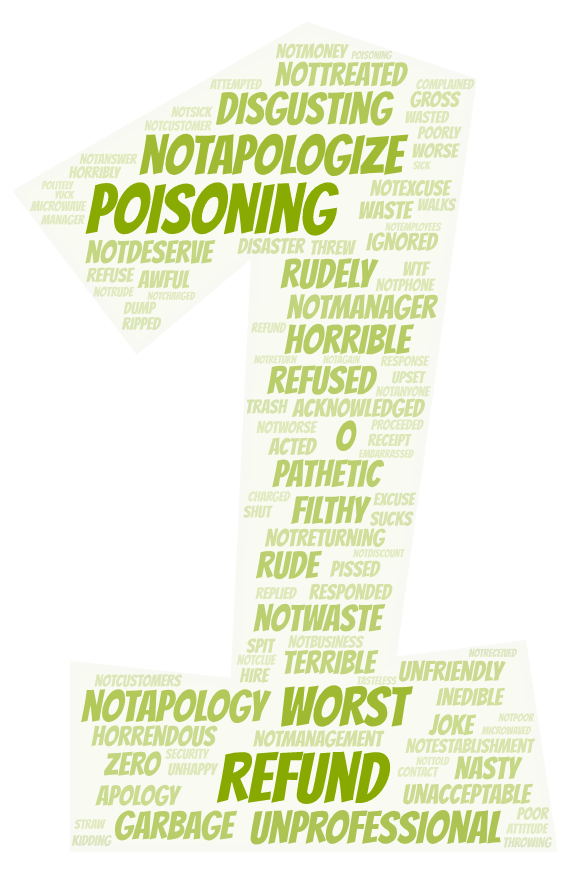 NOTMONEY POISONING
ATTEMPTED NOTTREATED COMPLAINED
DISGUSTING GROSS
NOTSICK WASTED
NOTCUSTOMER POORLY
NOTAPOLOGIZE WORSE
NOTANSWER SICK
HORRIBLY
POLITELY NOTEXCUSE
YUCK
MICROWAVE POISONING WASTE WALKS
MANAGER
NOTEMPLOYEES
NOTDESERVE DISASTER THREW IGNORED
REFUSE AWFUL RUDELY WTF
NOTRUDE NOTCHARGED NOTPHONE
DUMP NOTMANAGER
RIPPED
REFUND HORRIBLE
NOTRETURN NOTAGAIN RESPONSE
REFUSED UPSET
NOTANYONE
TRASH ACKNOWLEDGED
NOTWORSE PROCEEDED
ACTED O RECEIPT
EMBARRASSED
PATHETIC
CHARGED EXCUSE
SHUT FILTHY SUCKS
NOTRETURNING
NOTDISCOUNT
RUDE PISSED
REPLIED RESPONDED
NOTWASTE
SPIT NOTBUSINESS
NOTRECEIVED
NOTCLUE TERRIBLE UNFRIENDLY
HIRE
NOTCUSTOMERS TASTELESS
NOTAPOLOGY WORST INEDIBLE
NOTPOOR
HORRENDOUS JOKE MICROWAVED
NOTMANAGEMENT NOTESTABLISHMENT
ZERO SECURITY NOTTOLD
UNHAPPY REFUND CONTACT NASTY
APOLOGY UNACCEPTABLE
STRAW GARBAGE UNPROFESSIONAL POOR
ATTITUDE
KIDDING THROWING